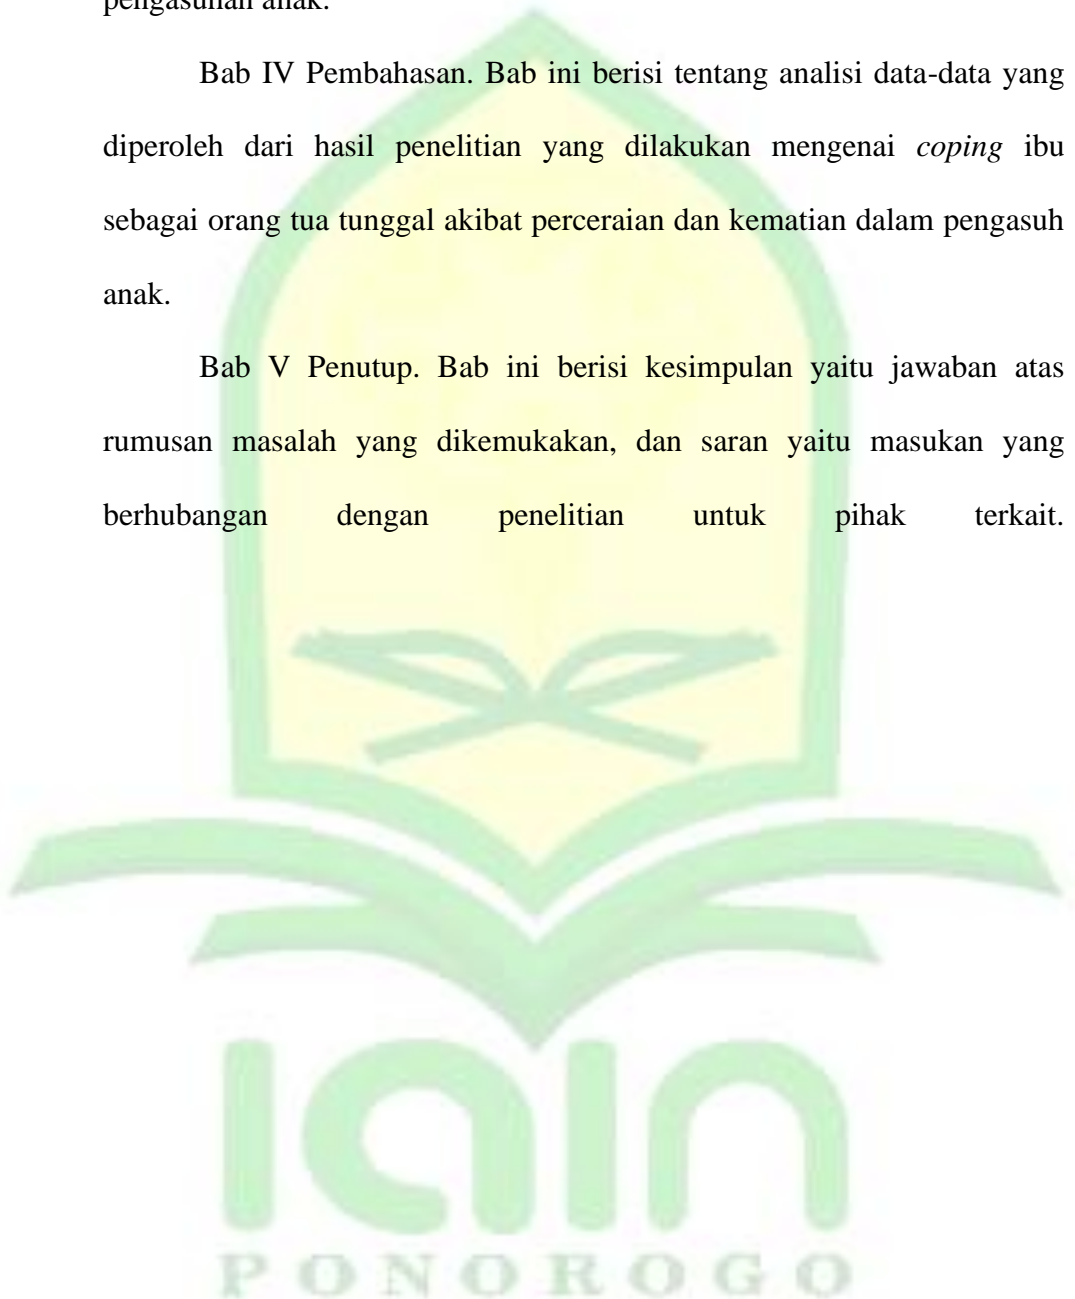 pengasuhan anak.
Bab IV Pembahasan. Bab ini berisi tentang analisi data-data yang
diperoleh dari hasil penelitian yang dilakukan mengenai coping ibu
sebagai orang tua tunggal akibat perceraian dan kematian dalam pengasuh
anak.
Bab V Penutup. Bab ini berisi kesimpulan yaitu jawaban atas
rumusan masalah yang dikemukakan, dan saran yaitu masukan yang
berhubangan dengan penelitian untuk pihak terkait.
iain
PONOROGO